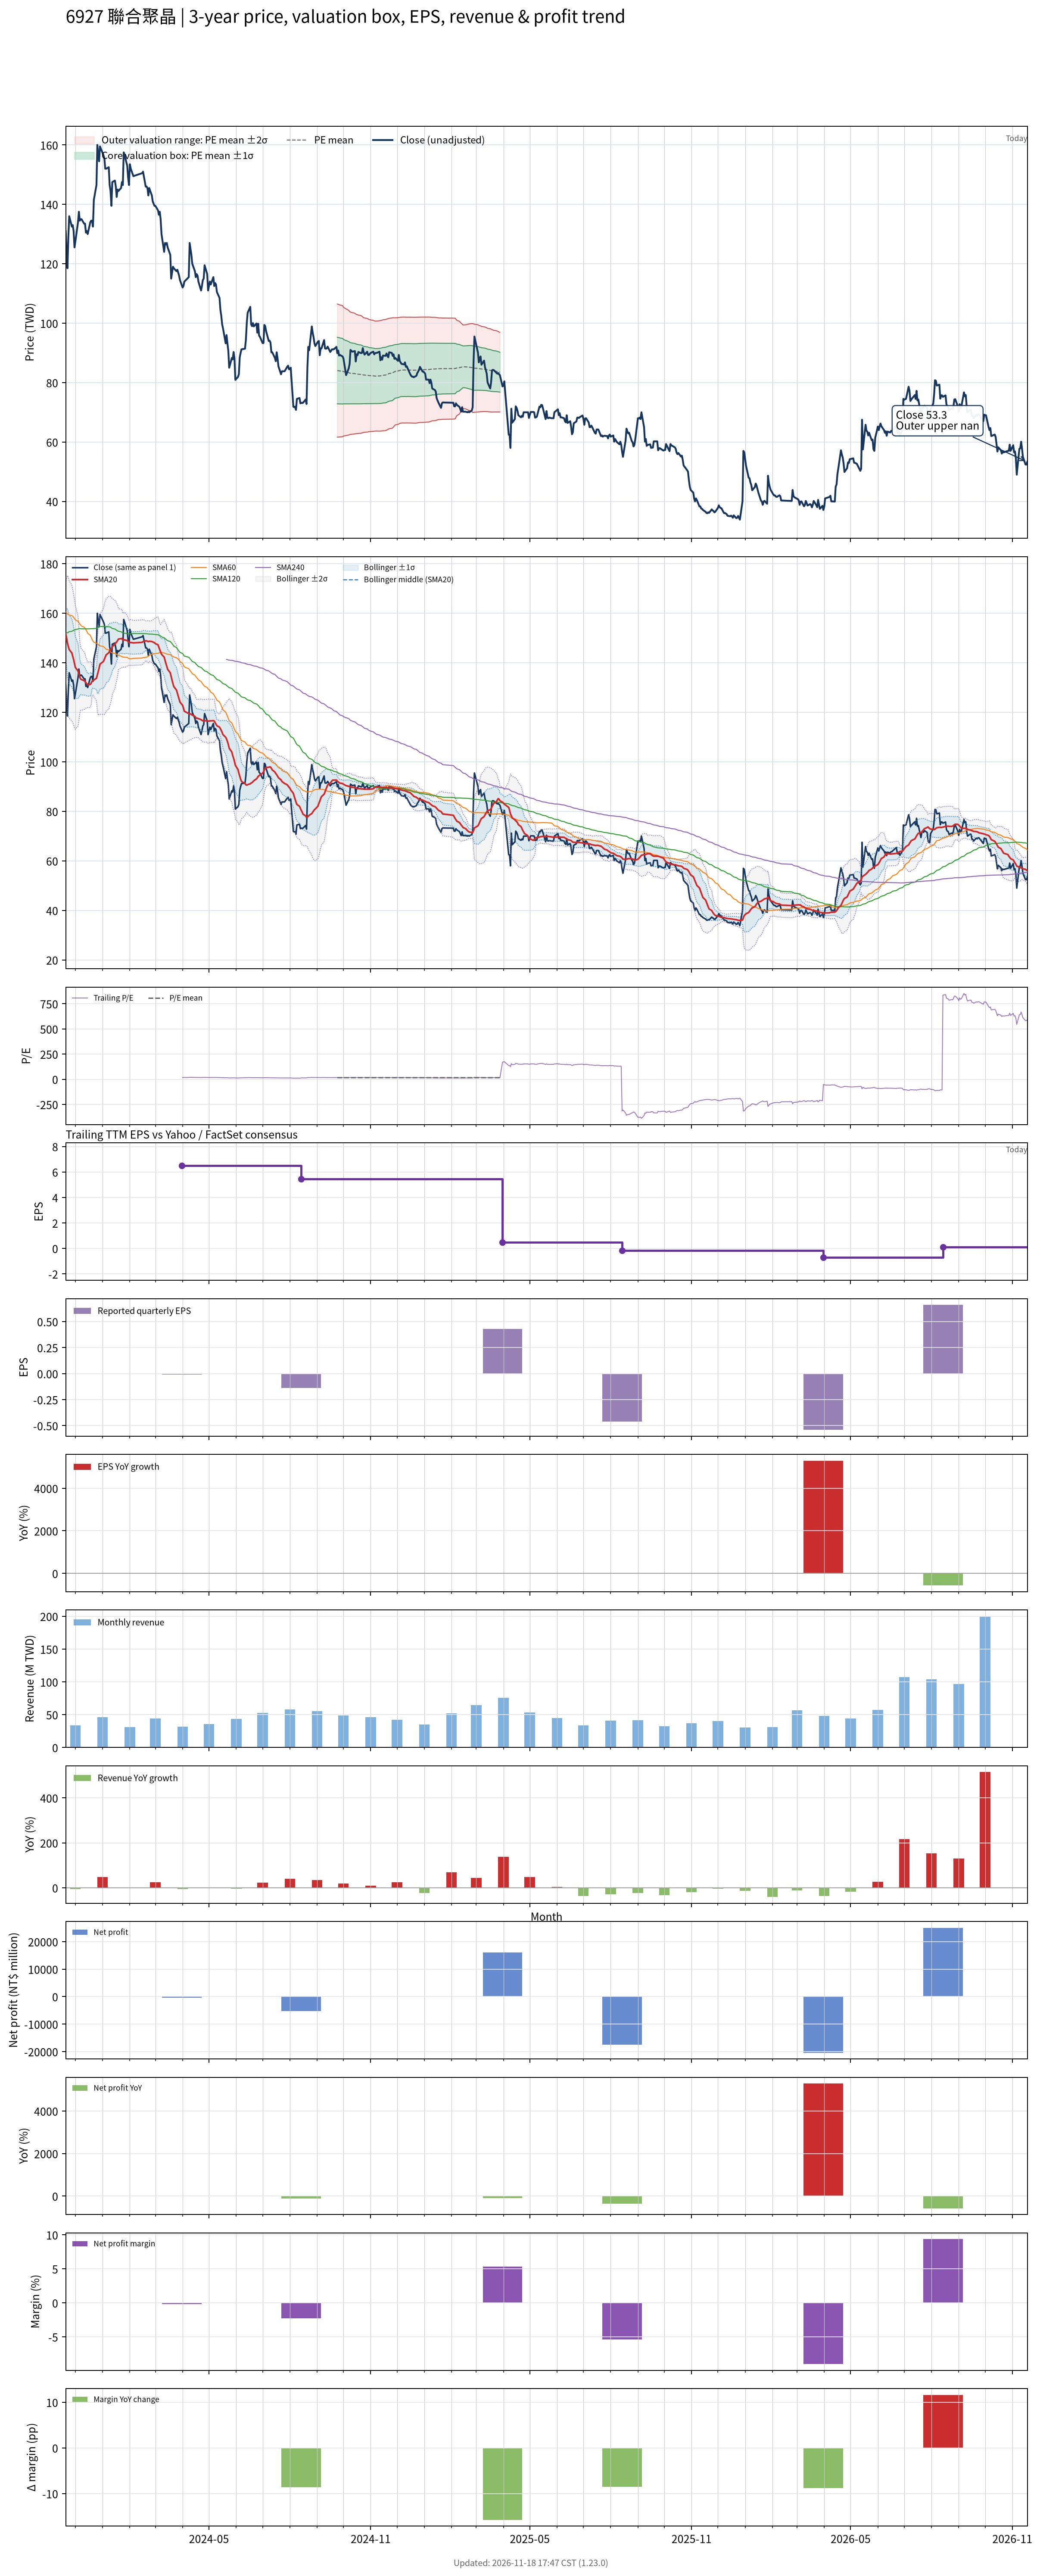 6927 聯合聚晶 | 3-year price, valuation box, EPS, revenue & profit trend
Outer valuation range: PE mean ±2σ
Core valuation box: PE mean ±1σ
PE mean
Close (unadjusted)
Today
Price (TWD)
160
140
120
100
80
60
40
Close 53.3
Outer upper nan
Close (same as panel 1)
SMA20
SMA60
SMA120
SMA240
Bollinger ±2σ
Bollinger ±1σ
Bollinger middle (SMA20)
Price
180
160
140
120
100
80
60
40
20
Trailing P/E
P/E mean
P/E
750
500
250
0
-250
Trailing TTM EPS vs Yahoo / FactSet consensus
Today
EPS
8
6
4
2
0
-2
Reported quarterly EPS
EPS
0.50
0.25
0.00
-0.25
-0.50
EPS YoY growth
YoY (%)
4000
2000
0
Monthly revenue
Revenue (M TWD)
200
150
100
50
0
Revenue YoY growth
YoY (%)
400
200
0
Month
Net profit
Net profit (NT$ million)
20000
10000
0
-10000
-20000
Net profit YoY
YoY (%)
4000
2000
0
Net profit margin
Margin (%)
10
5
0
-5
Margin YoY change
Δ margin (pp)
10
0
-10
2024-05
2024-11
2025-05
2025-11
2026-05
2026-11
Updated: 2026-11-18 17:47 CST (1.23.0)